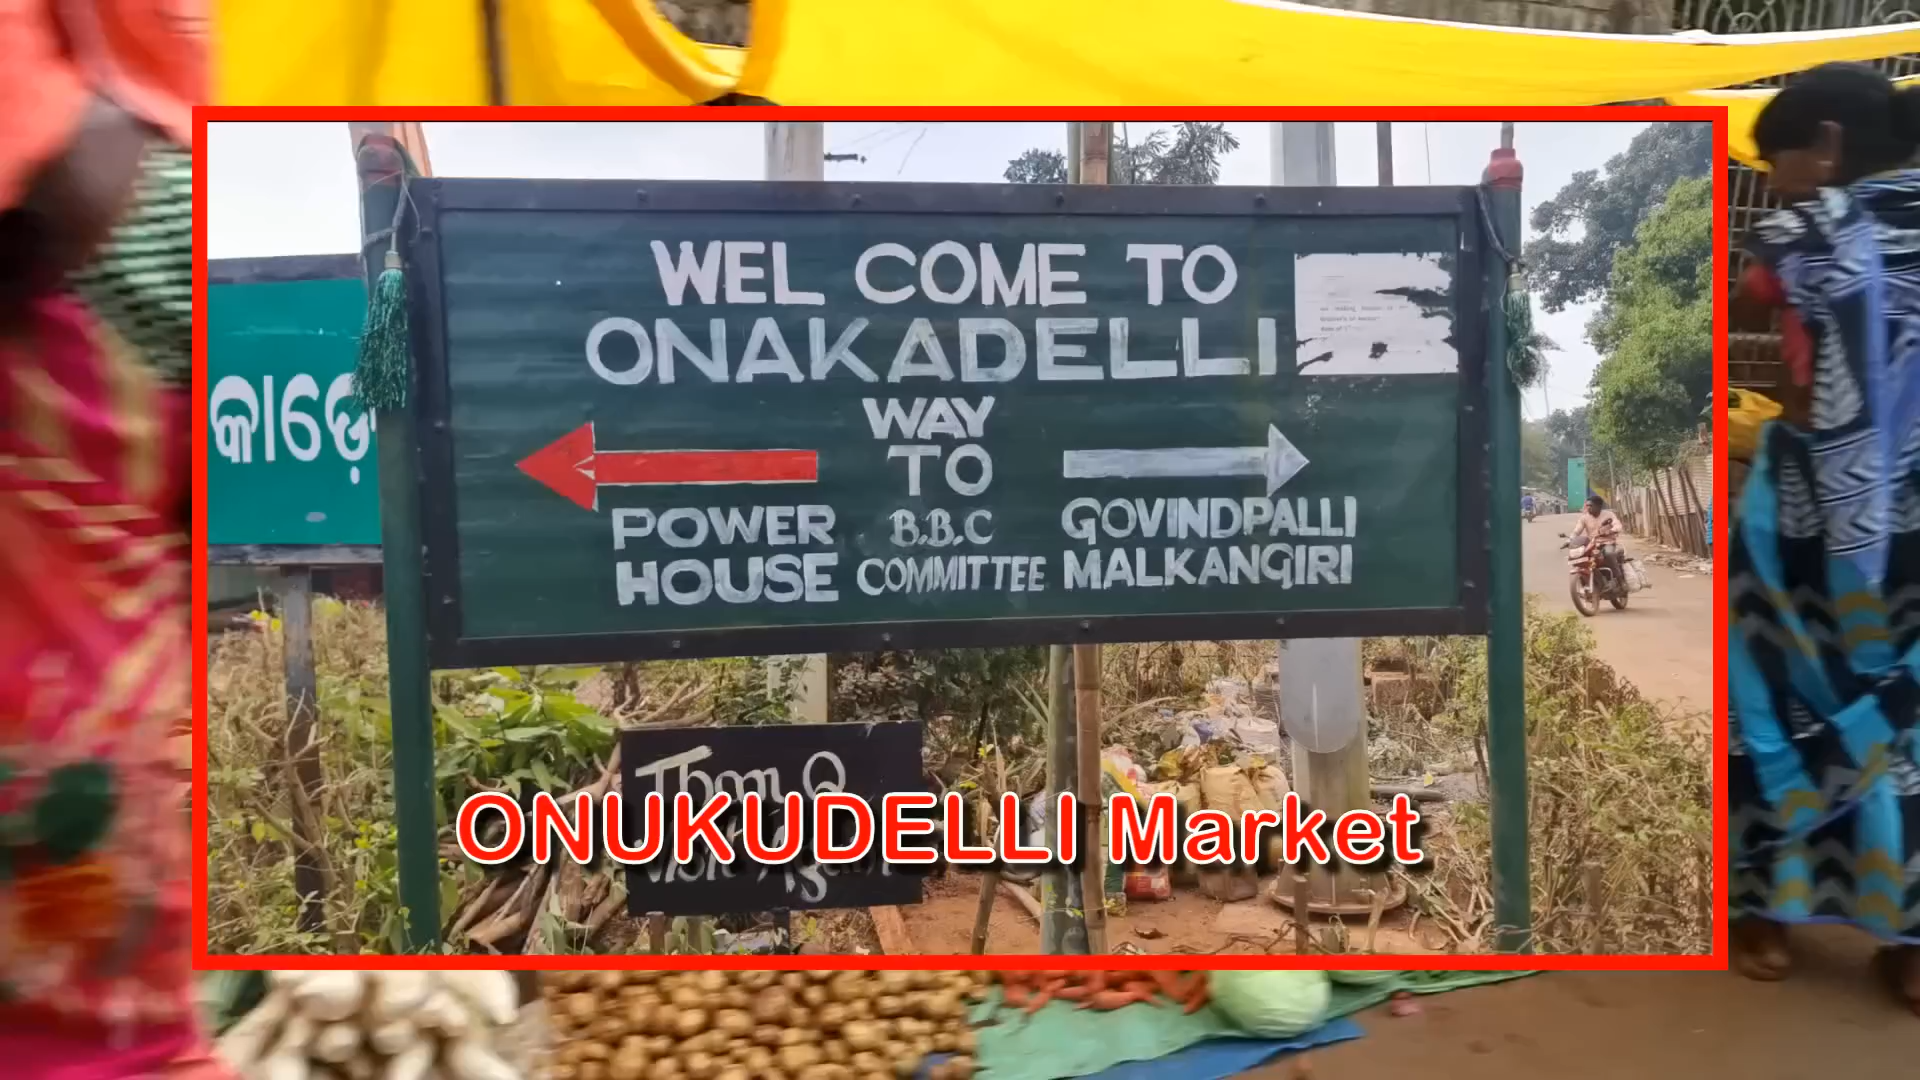 WEL COME TO
ONAKADELLI
WAY
TO
POWER
HOUSE
B.B.C
COMMITTEE
GOVINDPALLI
MALKANGIRI
କାଡ଼େ
ONUKUDELLI Market